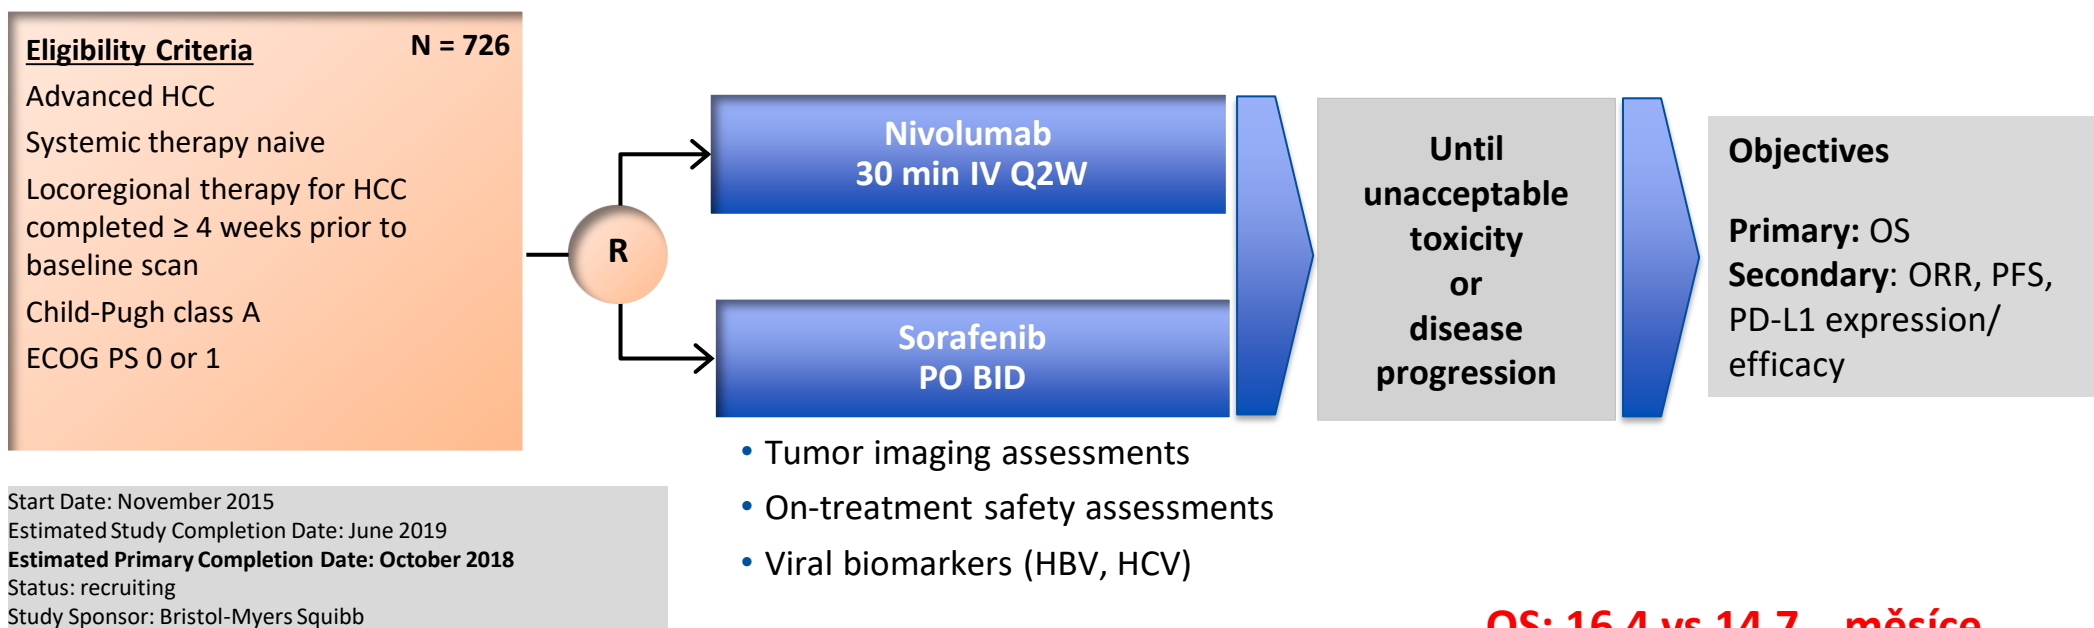 Eligibility Criteria N = 726
Advanced HCC
Systemic therapy naive
Locoregional therapy for HCC
completed ≥ 4 weeks prior to
baseline scan
Child-Pugh class A
ECOG PS 0 or 1
R
Nivolumab
30 min IV Q2W
Sorafenib
PO BID
Until
unacceptable
toxicity
or
disease
progression
Objectives
Primary: OS
Secondary: ORR, PFS,
PD-L1 expression/
efficacy
• Tumor imaging assessments
• On-treatment safety assessments
• Viral biomarkers (HBV, HCV)
Start Date: November 2015
Estimated Study Completion Date: June 2019
Estimated Primary Completion Date: October 2018
Status: recruiting
Study Sponsor: Bristol-Myers Squibb
OS: 16,4 vs 14,7 měsíce